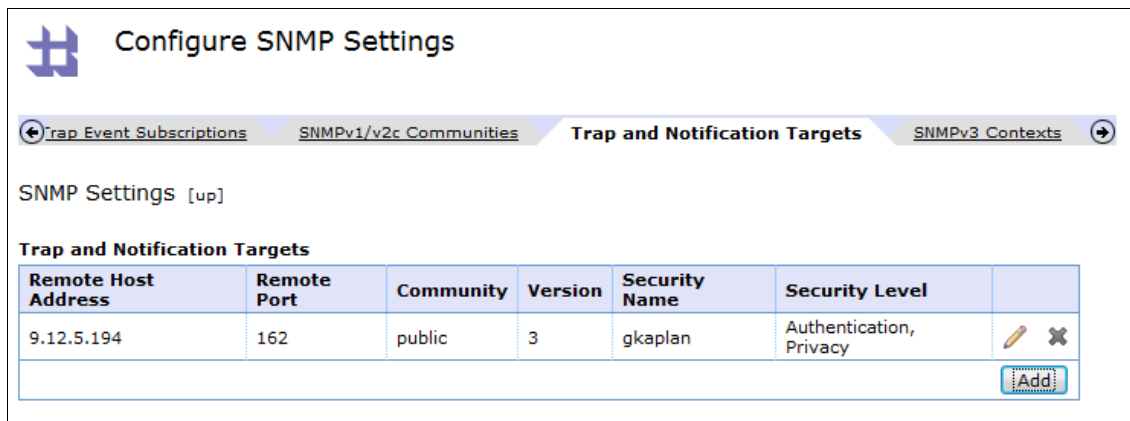 Configure SNMP Settings
Trap Event Subscriptions SNMPv1/v2c Communities Trap and Notification Targets SNMPv3 Contexts
SNMP Settings [up]
Trap and Notification Targets
Remote Host Address Remote Port Community Version Security Name Security Level
9.12.5.194 162 public 3 gkaplan Authentication, Privacy
Add